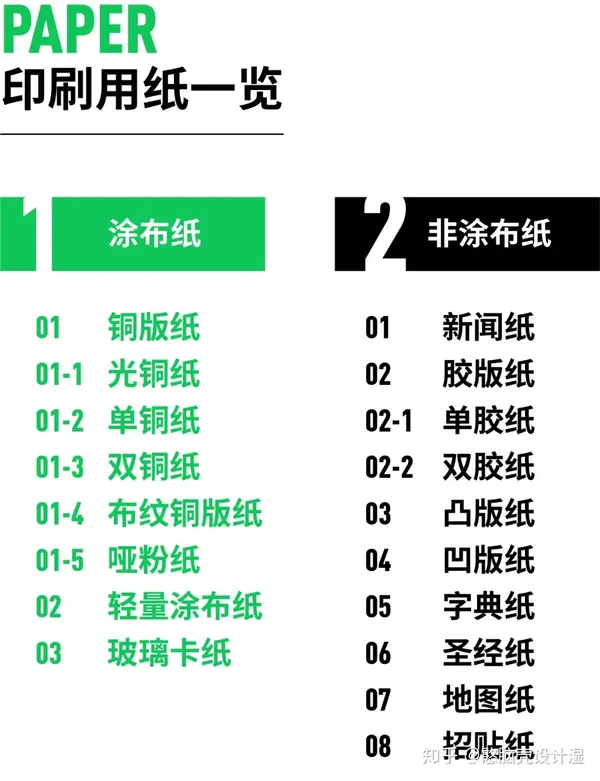 PAPER
印刷用纸一览
1 涂布纸
01 铜版纸
01-1 光铜纸
01-2 单铜纸
01-3 双铜纸
01-4 布纹铜版纸
01-5 哑粉纸
02 轻量涂布纸
03 玻璃卡纸
2 非涂布纸
01 新闻纸
02 胶版纸
02-1 单胶纸
02-2 双胶纸
03 凸版纸
04 凹版纸
05 字典纸
06 圣经纸
07 地图纸
08 招贴纸
知乎 @憨脑壳设计湿